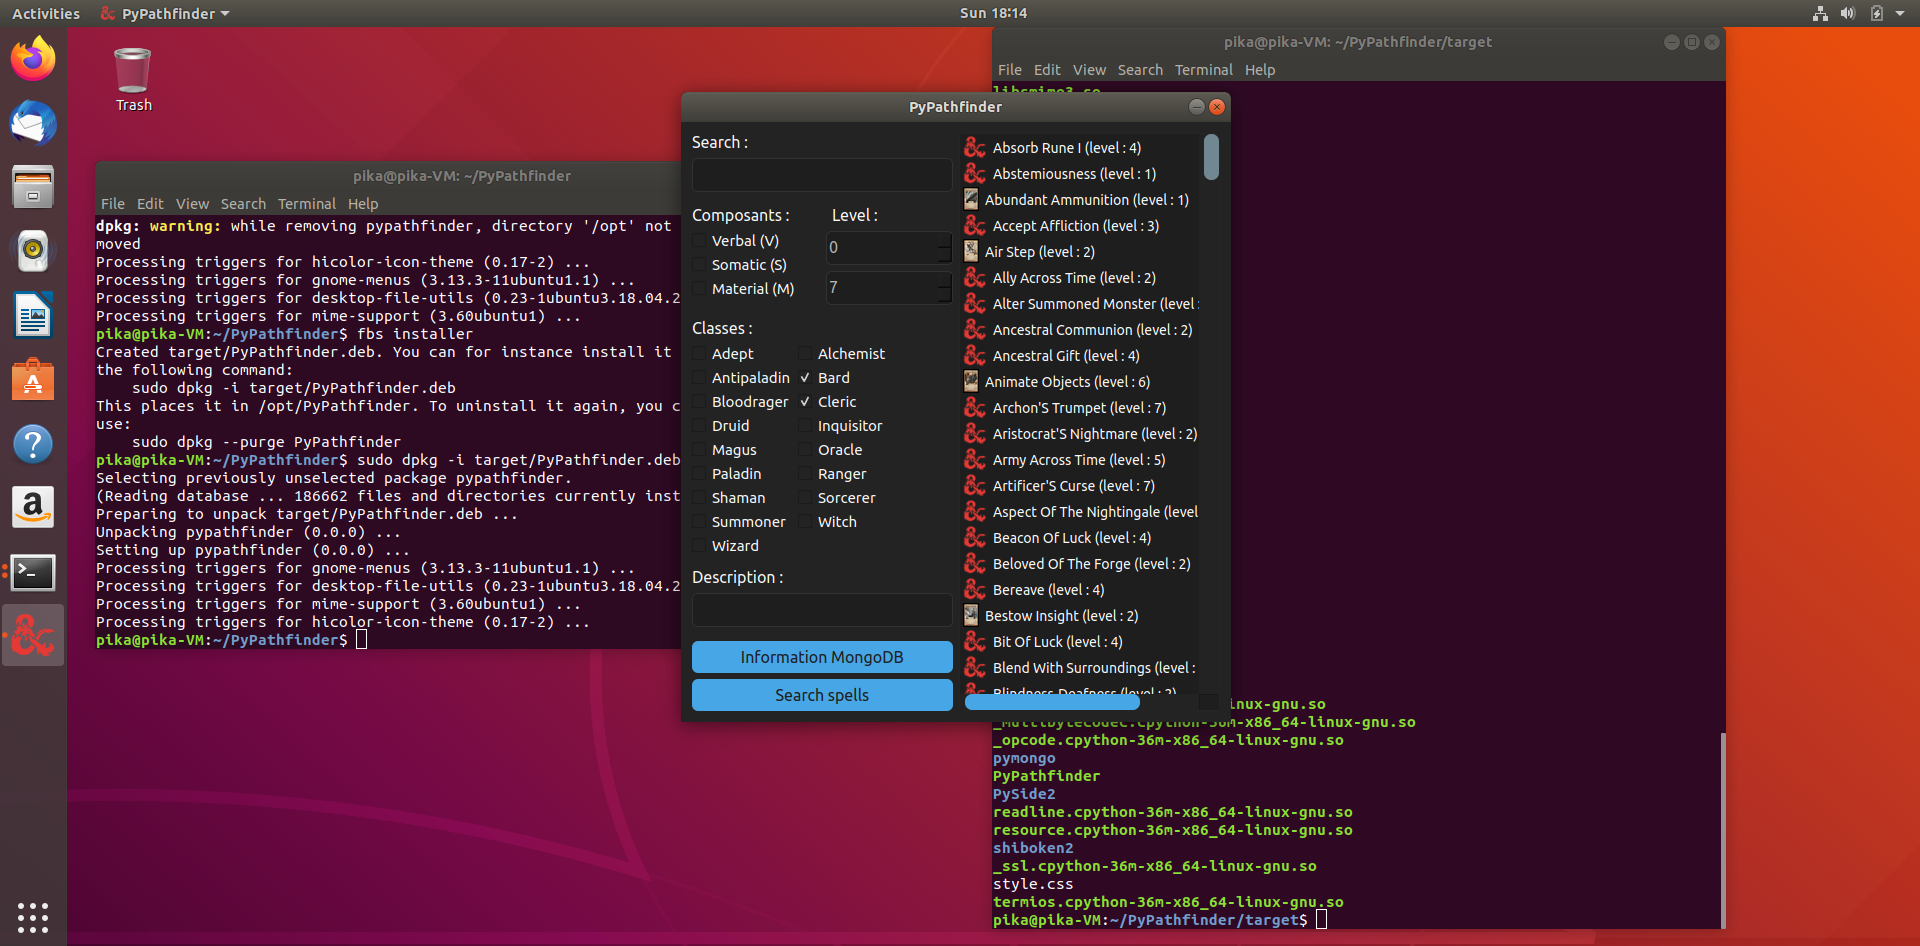 Activities
PyPathfinder
Sun 18:14
Trash
pika@pika-VM: ~/PyPathfinder
File Edit View Search Terminal Help
dpkg: warning: while removing pypathfinder, directory '/opt' not
moved
Processing triggers for hicolor-icon-theme (0.17-2) ...
Processing triggers for gnome-menus (3.13.3-11ubuntu1.1) ...
Processing triggers for desktop-file-utils (0.23-1ubuntu3.18.04.2
Processing triggers for mime-support (3.60ubuntu1) ...
pika@pika-VM:~/PyPathfinder$ fbs installer
Created target/PyPathfinder.deb. You can for instance install it
the following command:
sudo dpkg -i target/PyPathfinder.deb
This places it in /opt/PyPathfinder. To uninstall it again, you c
use:
sudo dpkg --purge PyPathfinder
pika@pika-VM:~/PyPathfinder$ sudo dpkg -i target/PyPathfinder.deb
Selecting previously unselected package pypathfinder.
(Reading database ... 186662 files and directories currently inst
Preparing to unpack target/PyPathfinder.deb ...
Unpacking pypathfinder (0.0.0) ...
Setting up pypathfinder (0.0.0) ...
Processing triggers for gnome-menus (3.13.3-11ubuntu1.1) ...
Processing triggers for desktop-file-utils (0.23-1ubuntu3.18.04.2
Processing triggers for mime-support (3.60ubuntu1) ...
Processing triggers for hicolor-icon-theme (0.17-2) ...
pika@pika-VM:~/PyPathfinder$
PyPathfinder
Search :
Composants :
Level :
Verbal (V)
0
Somatic (S)
Material (M)
7
Classes :
Adept
Alchemist
Antipaladin
Bard
Bloodrager
Cleric
Druid
Inquisitor
Magus
Oracle
Paladin
Ranger
Shaman
Sorcerer
Summoner
Witch
Wizard
Description :
Information MongoDB
Search spells
Absorb Rune I (level : 4)
Abstemiousness (level : 1)
Abundant Ammunition (level : 1)
Accept Affliction (level : 3)
Air Step (level : 2)
Ally Across Time (level : 2)
Alter Summoned Monster (level :
Ancestral Communion (level : 2)
Ancestral Gift (level : 4)
Animate Objects (level : 6)
Archon'S Trumpet (level : 7)
Aristocrat'S Nightmare (level : 2)
Army Across Time (level : 5)
Artificer'S Curse (level : 7)
Aspect Of The Nightingale (level
Beacon Of Luck (level : 4)
Beloved Of The Forge (level : 2)
Bereave (level : 4)
Bestow Insight (level : 2)
Bit Of Luck (level : 4)
Blend With Surroundings (level :
Blindness-Deafness (level : 2)
pika@pika-VM: ~/PyPathfinder/target
File Edit View Search Terminal Help
libsmime3.so
inux-gnu.so
_multibytecodec.cpython-36m-x86_64-linux-gnu.so
_opcode.cpython-36m-x86_64-linux-gnu.so
pymongo
PyPathfinder
PySide2
readline.cpython-36m-x86_64-linux-gnu.so
resource.cpython-36m-x86_64-linux-gnu.so
shiboken2
_ssl.cpython-36m-x86_64-linux-gnu.so
style.css
termios.cpython-36m-x86_64-linux-gnu.so
pika@pika-VM:~/PyPathfinder/target$